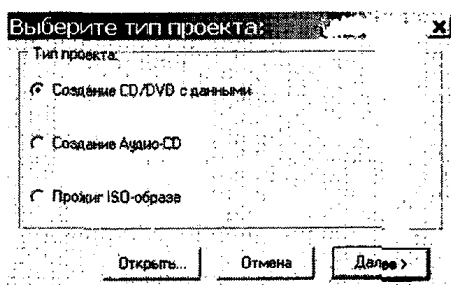 Выберите тип проекта:
Тип проекта:
Создание CD/DVD с данными
Создание Аудио-CD
Прожиг ISO-образа
Открыть... Отмена Далее >